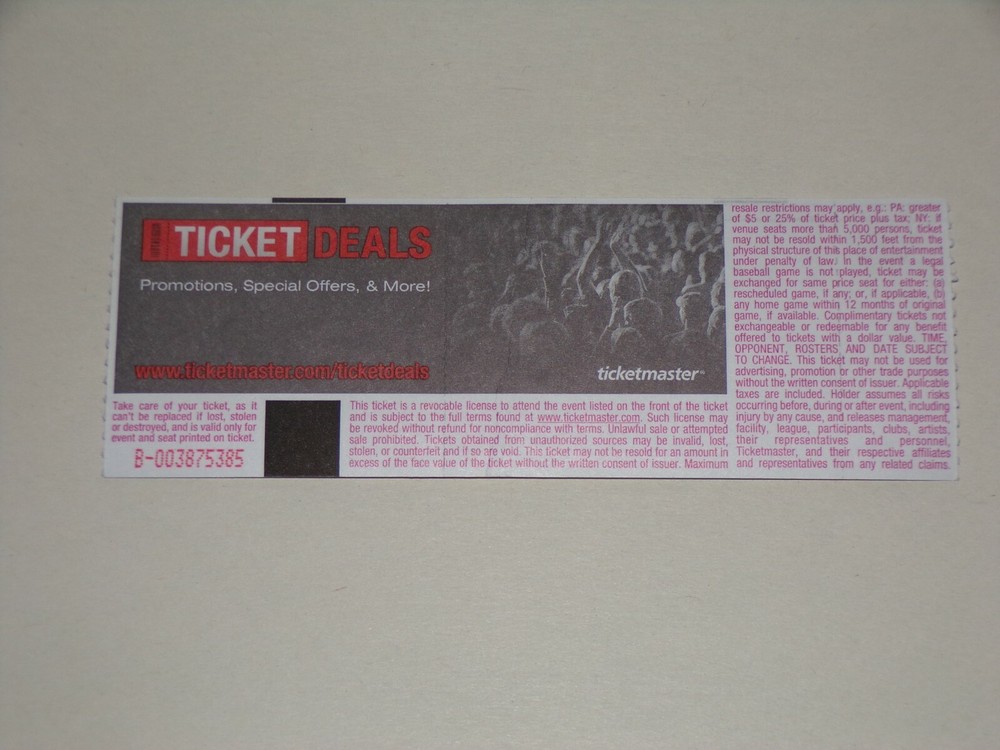 TICKET DEALS
Promotions, Special Offers, & More!
www.ticketmaster.com/ticketdeals
ticketmaster
Take care of your ticket, as it
can't be replaced if lost, stolen
or destroyed, and is valid only for
event and seat printed on ticket.
B-003875385
This ticket is a revocable license to attend the event listed on the front of the ticket
and is subject to the full terms found at www.ticketmaster.com. Such license may
be revoked without refund for noncompliance with terms. Unlawful sale or attempted
sale prohibited. Tickets obtained from unauthorized sources may be invalid, lost,
stolen, or counterfeit and if so are void. This ticket may not be resold for an amount in
excess of the face value of the ticket without the written consent of issuer. Maximum
resale restrictions may apply, e.g.: PA: greater
of $5 or 25% of ticket price plus tax; NY: if
venue seats more than 5,000 persons, ticket
may not be resold within 1,500 feet from the
physical structure of this place of entertainment
under penalty of law. In the event a legal
baseball game is not played, ticket may be
exchanged for same price seat for either: (a)
rescheduled game, if any; or, if applicable, (b)
any home game within 12 months of original
game, if available. Complimentary tickets not
exchangeable or redeemable for any benefit
offered to tickets with a dollar value. TIME,
OPPONENT, ROSTERS AND DATE SUBJECT
TO CHANGE. This ticket may not be used for
advertising, promotion or other trade purposes
without the written consent of issuer. Applicable
taxes are included. Holder assumes all risks
occurring before, during or after event, including
injury by any cause, and releases management,
facility, league, participants, clubs, artists,
their representatives and personnel,
Ticketmaster, and their respective affiliates
and representatives from any related claims.